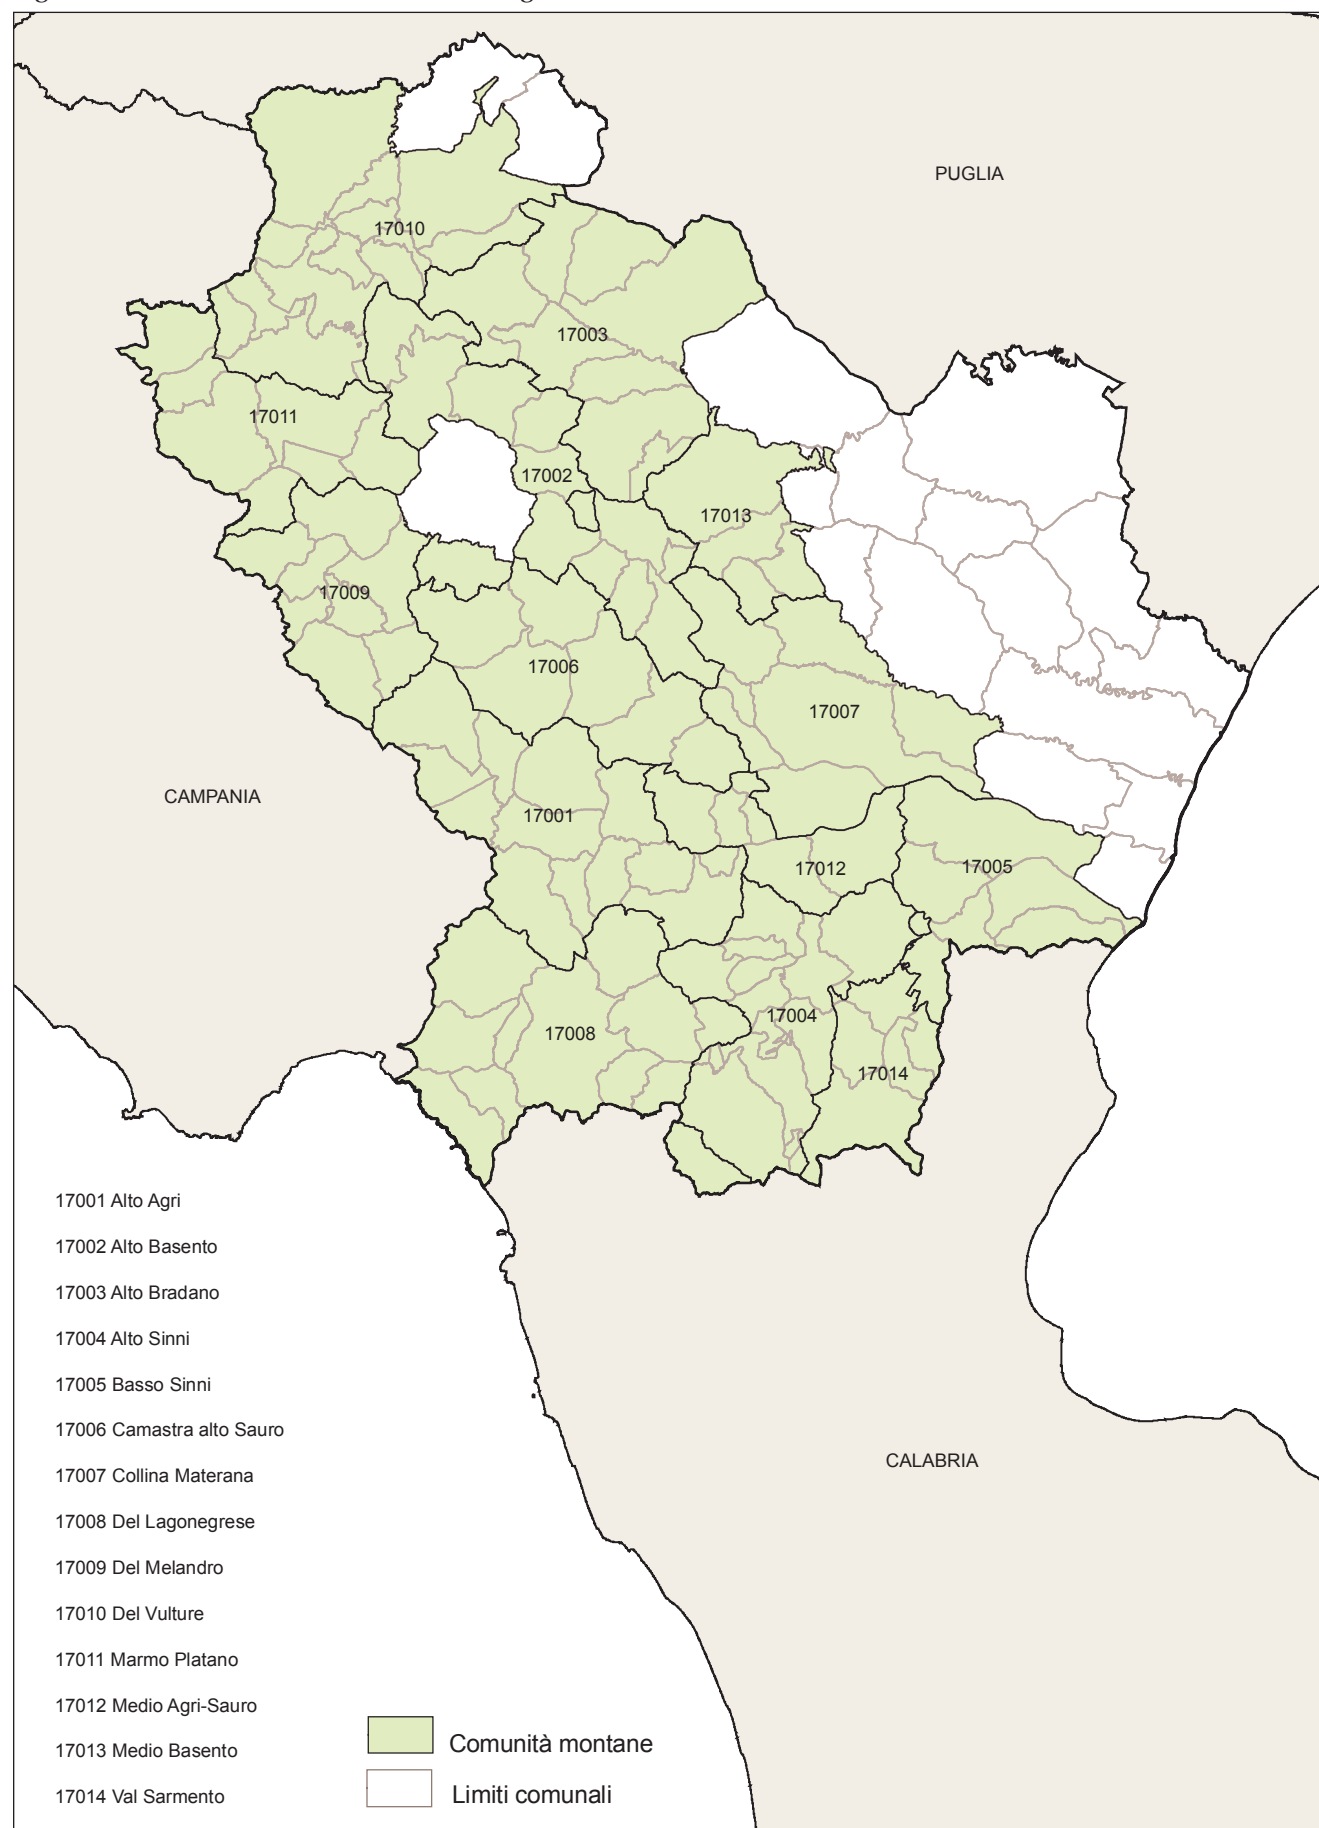 PUGLIA
17010
17003
17011
17002
17013
17009
17006
17007
CAMPANIA
17001
17012
17005
17004
17008
17014
17001 Alto Agri
17002 Alto Basento
17003 Alto Bradano
17004 Alto Sinni
17005 Basso Sinni
17006 Camastra alto Sauro
17007 Collina Materana
CALABRIA
17008 Del Lagonegrese
17009 Del Melandro
17010 Del Vulture
17011 Marmo Platano
17012 Medio Agri-Sauro
17013 Medio Basento
17014 Val Sarmento
Comunità montane
Limiti comunali